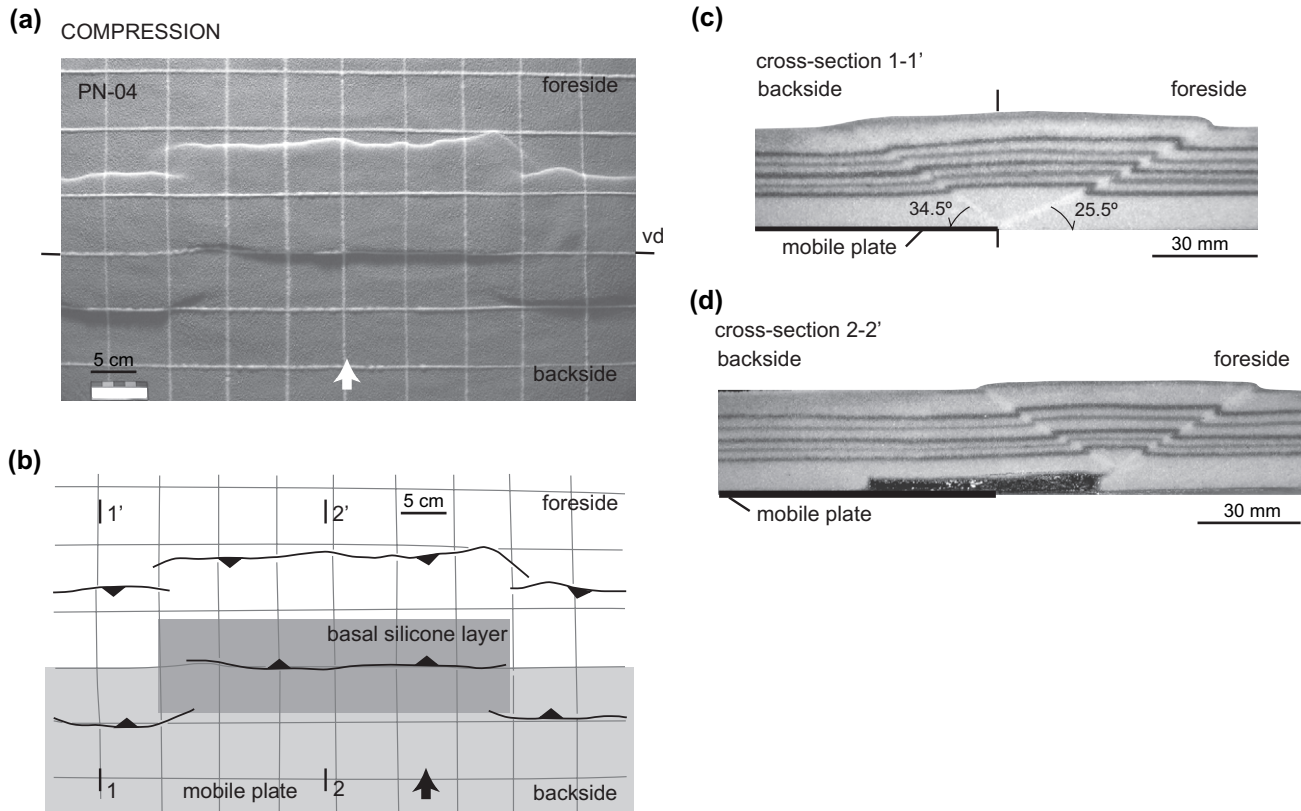 (a)
COMPRESSION
PN-04
foreside
vd
5 cm
backside
(b)
1’
2’
5 cm
foreside
basal silicone layer
1
mobile plate
2
backside
(c)
cross-section 1-1’
backside
foreside
34.5º
25.5º
mobile plate
30 mm
(d)
cross-section 2-2’
backside
foreside
mobile plate
30 mm